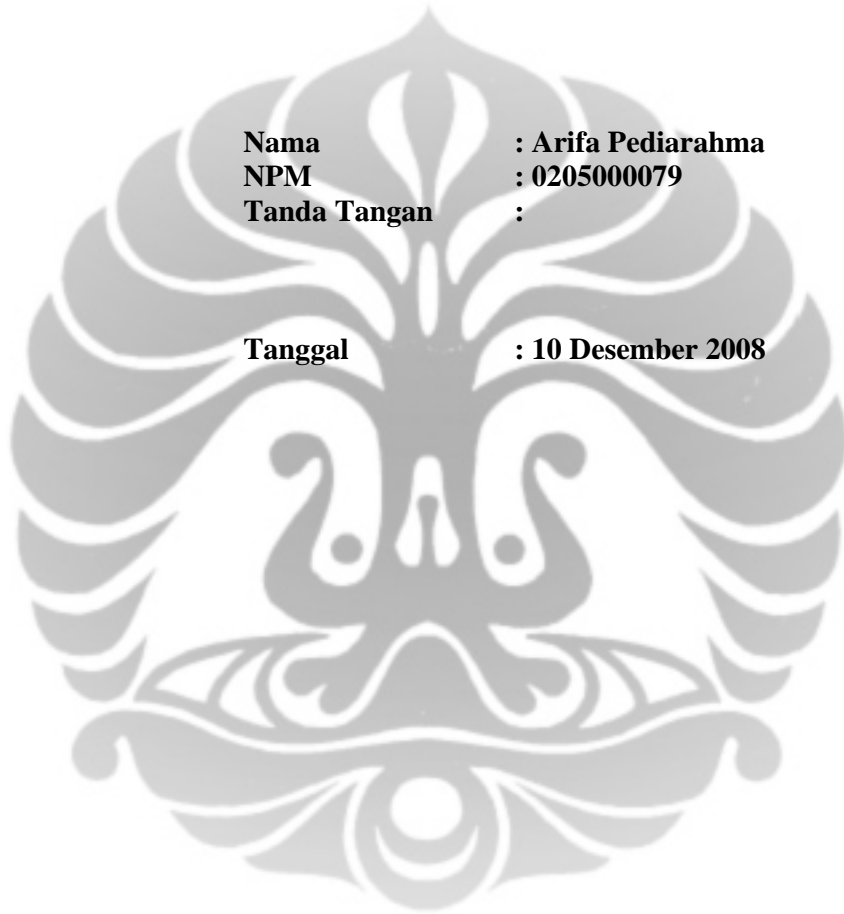 Nama : Arifa Pediarahma
NPM : 0205000079
Tanda Tangan :
Tanggal : 10 Desember 2008